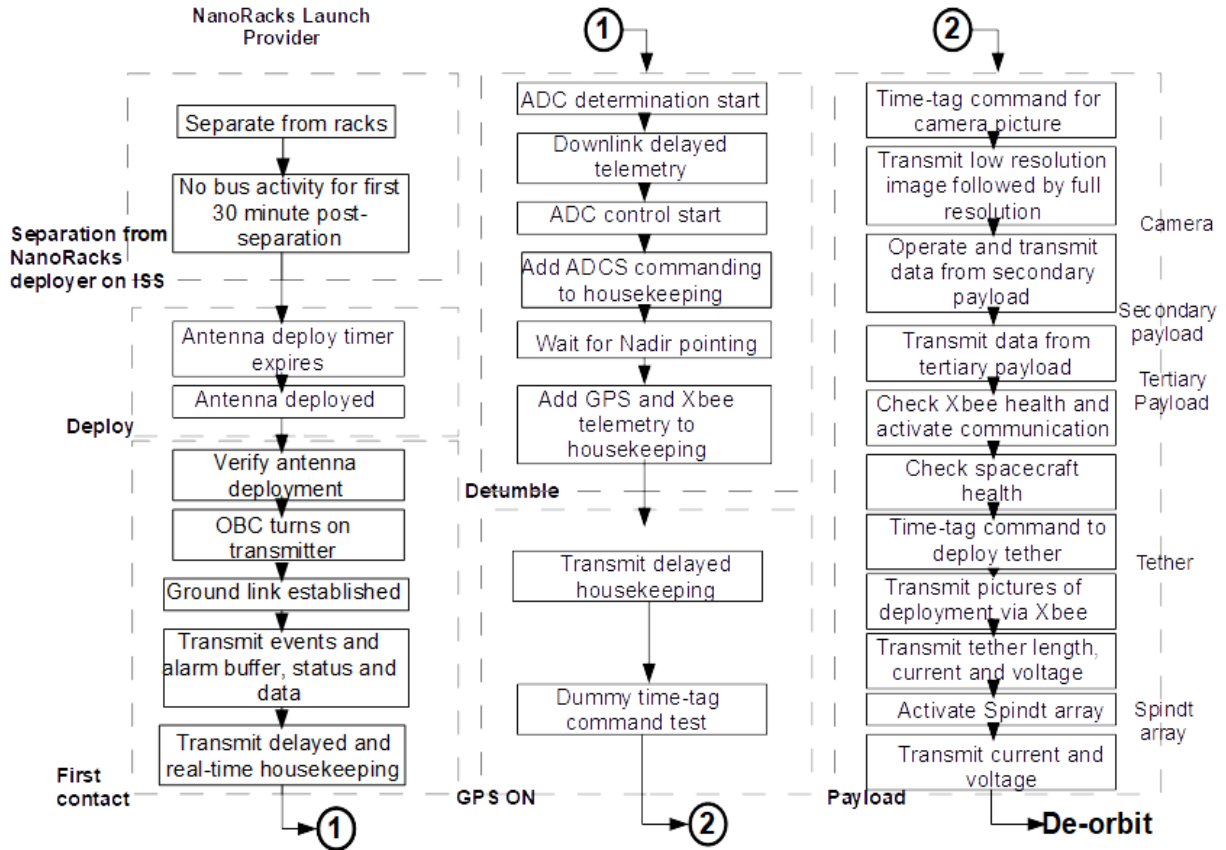 NanoRacks Launch
Provider
Separate from racks
No bus activity for first
30 minute post-
separation
Separation from
NanoRacks
deployer on ISS
Antenna deploy timer
expires
Antenna deployed
Deploy
Verify antenna
deployment
OBC turns on
transmitter
Ground link established
Transmit events and
alarm buffer, status and
data
Transmit delayed and
real-time housekeeping
First
contact
1
1
ADC determination start
Downlink delayed
telemetry
ADC control start
Add ADCS commanding
to housekeeping
Wait for Nadir pointing
Add GPS and Xbee
telemetry to
housekeeping
Detumble
Transmit delayed
housekeeping
Dummy time-tag
command test
GPS ON
2
2
Time-tag command for
camera picture
Transmit low resolution
image followed by full
resolution
Camera
Operate and transmit
data from secondary
payload
Secondary
payload
Transmit data from
tertiary payload
Tertiary
Payload
Check Xbee health and
activate communication
Check spacecraft
health
Time-tag command to
deploy tether
Tether
Transmit pictures of
deployment via Xbee
Transmit tether length,
current and voltage
Activate Spindt array
Spindt
array
Transmit current and
voltage
Payload
De-orbit